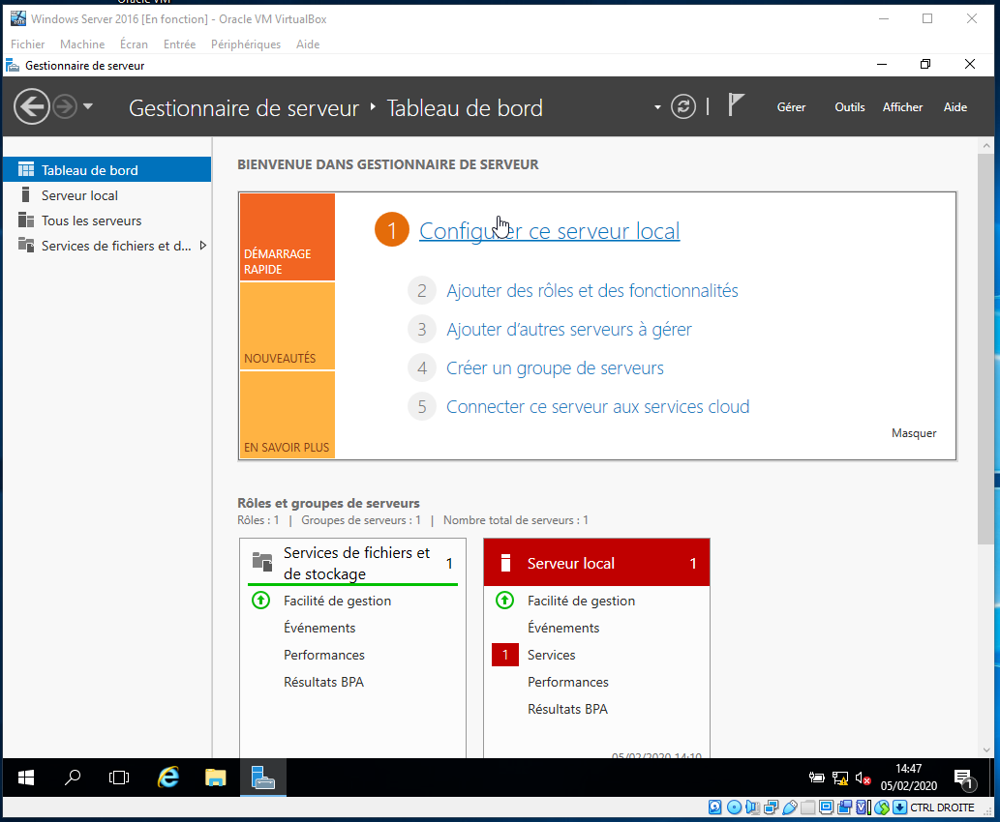 Oracle VM
Windows Server 2016 [En fonction] - Oracle VM VirtualBox
Fichier Machine Écran Entrée Périphériques Aide
Gestionnaire de serveur
Gestionnaire de serveur Tableau de bord
Gérer Outils Afficher Aide
Tableau de bord
Serveur local
Tous les serveurs
Services de fichiers et d...
BIENVENUE DANS GESTIONNAIRE DE SERVEUR
DÉMARRAGE
RAPIDE
NOUVEAUTÉS
EN SAVOIR PLUS
1 Configurer ce serveur local
2 Ajouter des rôles et des fonctionnalités
3 Ajouter d’autres serveurs à gérer
4 Créer un groupe de serveurs
5 Connecter ce serveur aux services cloud
Masquer
Rôles et groupes de serveurs
Rôles : 1 | Groupes de serveurs : 1 | Nombre total de serveurs : 1
Services de fichiers et
de stockage
1
Facilité de gestion
Événements
Performances
Résultats BPA
Serveur local 1
Facilité de gestion
Événements
1 Services
Performances
Résultats BPA
05/02/2020 14:10
14:47
05/02/2020
1
CTRL DROITE